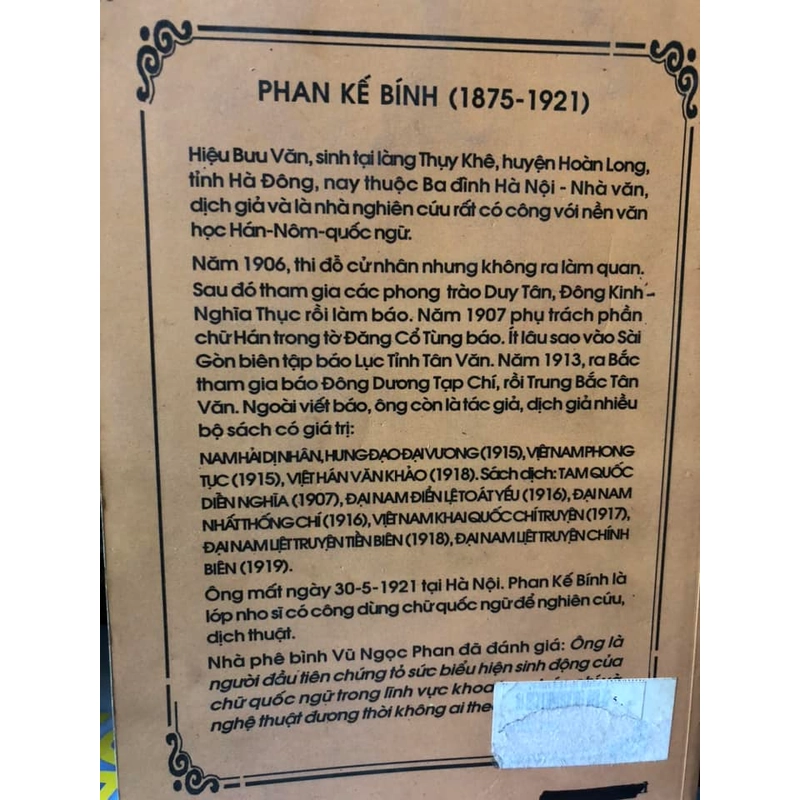 PHAN KẾ BÍNH (1875-1921)
Hiệu Bưu Văn, sinh tại làng Thụy Khê, huyện Hoàn Long,
tỉnh Hà Đông, nay thuộc Ba đình Hà Nội - Nhà văn,
dịch giả và là nhà nghiên cứu rất có công với nền văn
học Hán-Nôm-quốc ngữ.
Năm 1906, thi đỗ cử nhân nhưng không ra làm quan.
Sau đó tham gia các phong trào Duy Tân, Đông Kinh-
Nghĩa Thục rồi làm báo. Năm 1907 phụ trách phần
chữ Hán trong tờ Đăng Cổ Tùng báo. Ít lâu sao vào Sài
Gòn biên tập báo Lục Tỉnh Tân Văn. Năm 1913, ra Bắc
tham gia báo Đông Dương Tạp Chí, rồi Trung Bắc Tân
Văn. Ngoài viết báo, ông còn là tác giả, dịch giả nhiều
bộ sách có giá trị:
NAM HẢI DỊ NHÂN, HƯNG ĐẠO ĐẠI VƯƠNG (1915), VIỆT NAM PHONG
TỤC (1915), VIỆT HÁN VĂN KHẢO (1918). Sách dịch: TAM QUỐC
DIỄN NGHĨA (1907), ĐẠI NAM ĐIỂN LỆ TOÁT YẾU (1916), ĐẠI NAM
NHẤT THỐNG CHÍ (1916), VIỆT NAM KHAI QUỐC CHÍ TRUYỆN (1917),
ĐẠI NAM LIỆT TRUYỆN TIỀN BIÊN (1918), ĐẠI NAM LIỆT TRUYỆN CHÍNH
BIÊN (1919).
Ông mất ngày 30-5-1921 tại Hà Nội. Phan Kế Bính là
lớp nho sĩ có công dùng chữ quốc ngữ để nghiên cứu,
dịch thuật.
Nhà phê bình Vũ Ngọc Phan đã đánh giá: Ông là
người đầu tiên chứng tỏ sức biểu hiện sinh động của
chữ quốc ngữ trong lĩnh vực khoa
nghệ thuật đương thời không ai